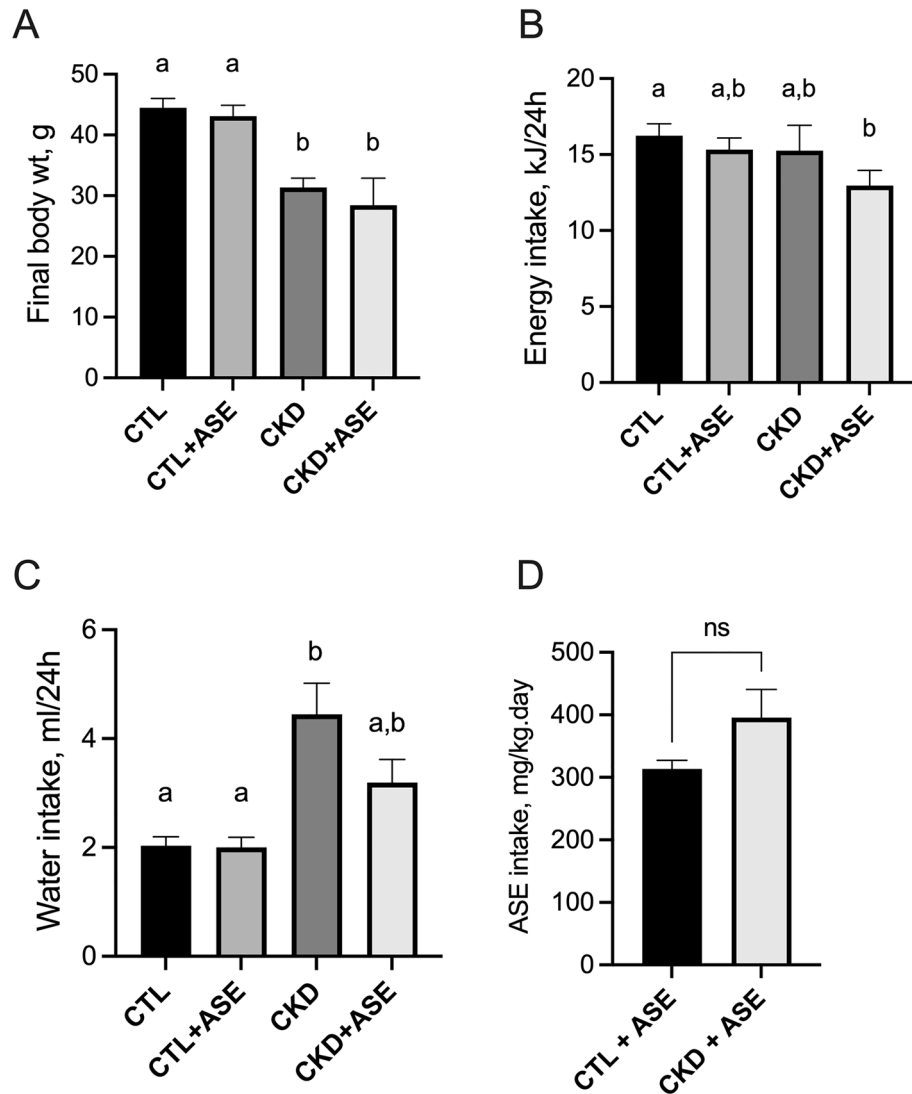 A
Final body wt, g
50
40
30
20
10
0
a
a
b
b
CTL
CTL+ASE
CKD
CKD+ASE
B
Energy intake, kJ/24h
20
15
10
5
0
a
a,b
a,b
b
CTL
CTL+ASE
CKD
CKD+ASE
C
Water intake, ml/24h
6
4
2
0
a
a
b
a,b
CTL
CTL+ASE
CKD
CKD+ASE
D
ASE intake, mg/kg.day
500
400
300
200
100
0
ns
CTL + ASE
CKD + ASE